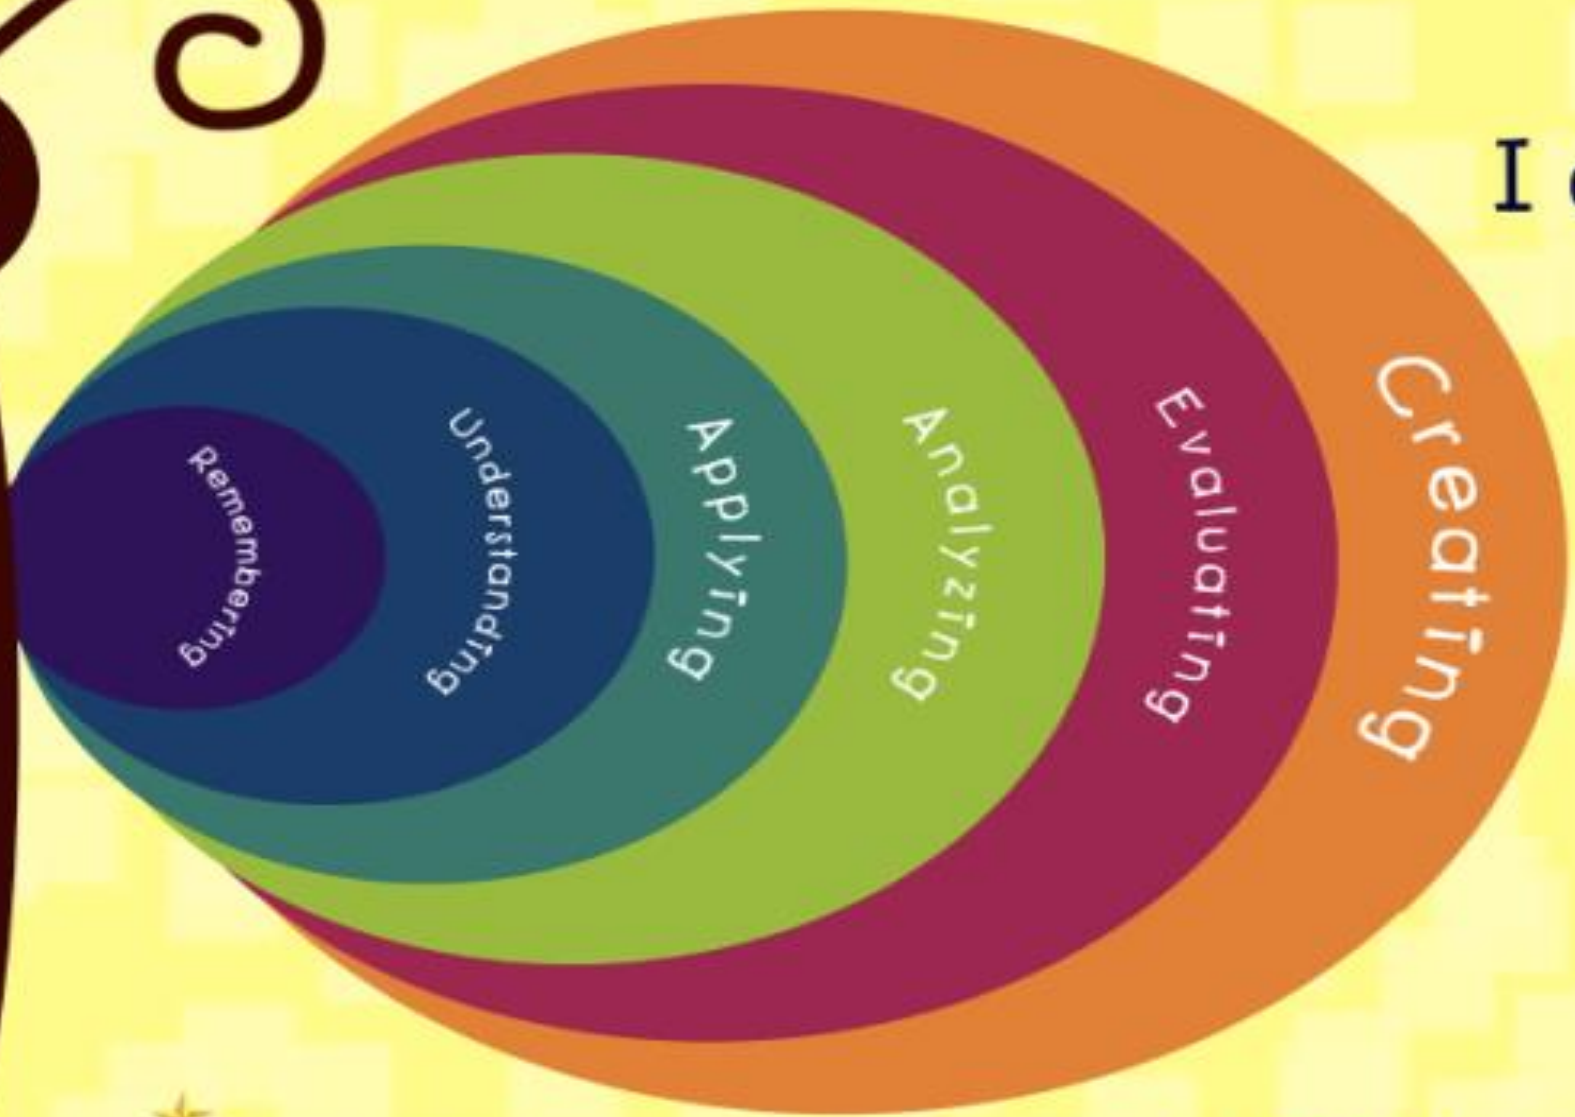 Remembering
Understanding
Applying
Analyzing
Evaluating
Creating
I